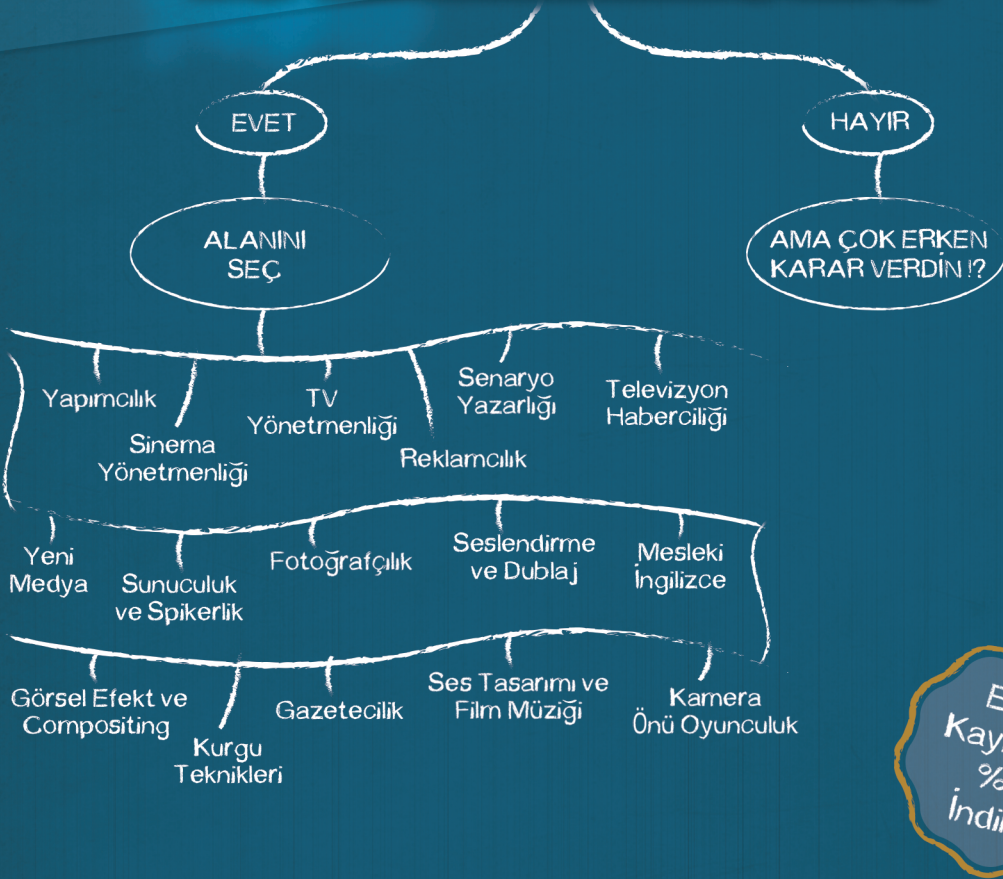 EVET
HAYIR
ALANINI
SEÇ
AMA ÇOK ERKEN
KARAR VERDİN !?
Yapımcılık
Sinema
Yönetmenliği
TV
Yönetmenliği
Reklamcılık
Senaryo
Yazarlığı
Televizyon
Haberciliği
Yeni
Medya
Sunuculuk
ve Spikerlik
Fotoğrafçılık
Seslendirme
ve Dublaj
Mesleki
İngilizce
Görsel Efekt ve
Compositing
Kurgu
Teknikleri
Gazetecilik
Ses Tasarımı ve
Film Müziği
Kamera
Önü Oyunculuk